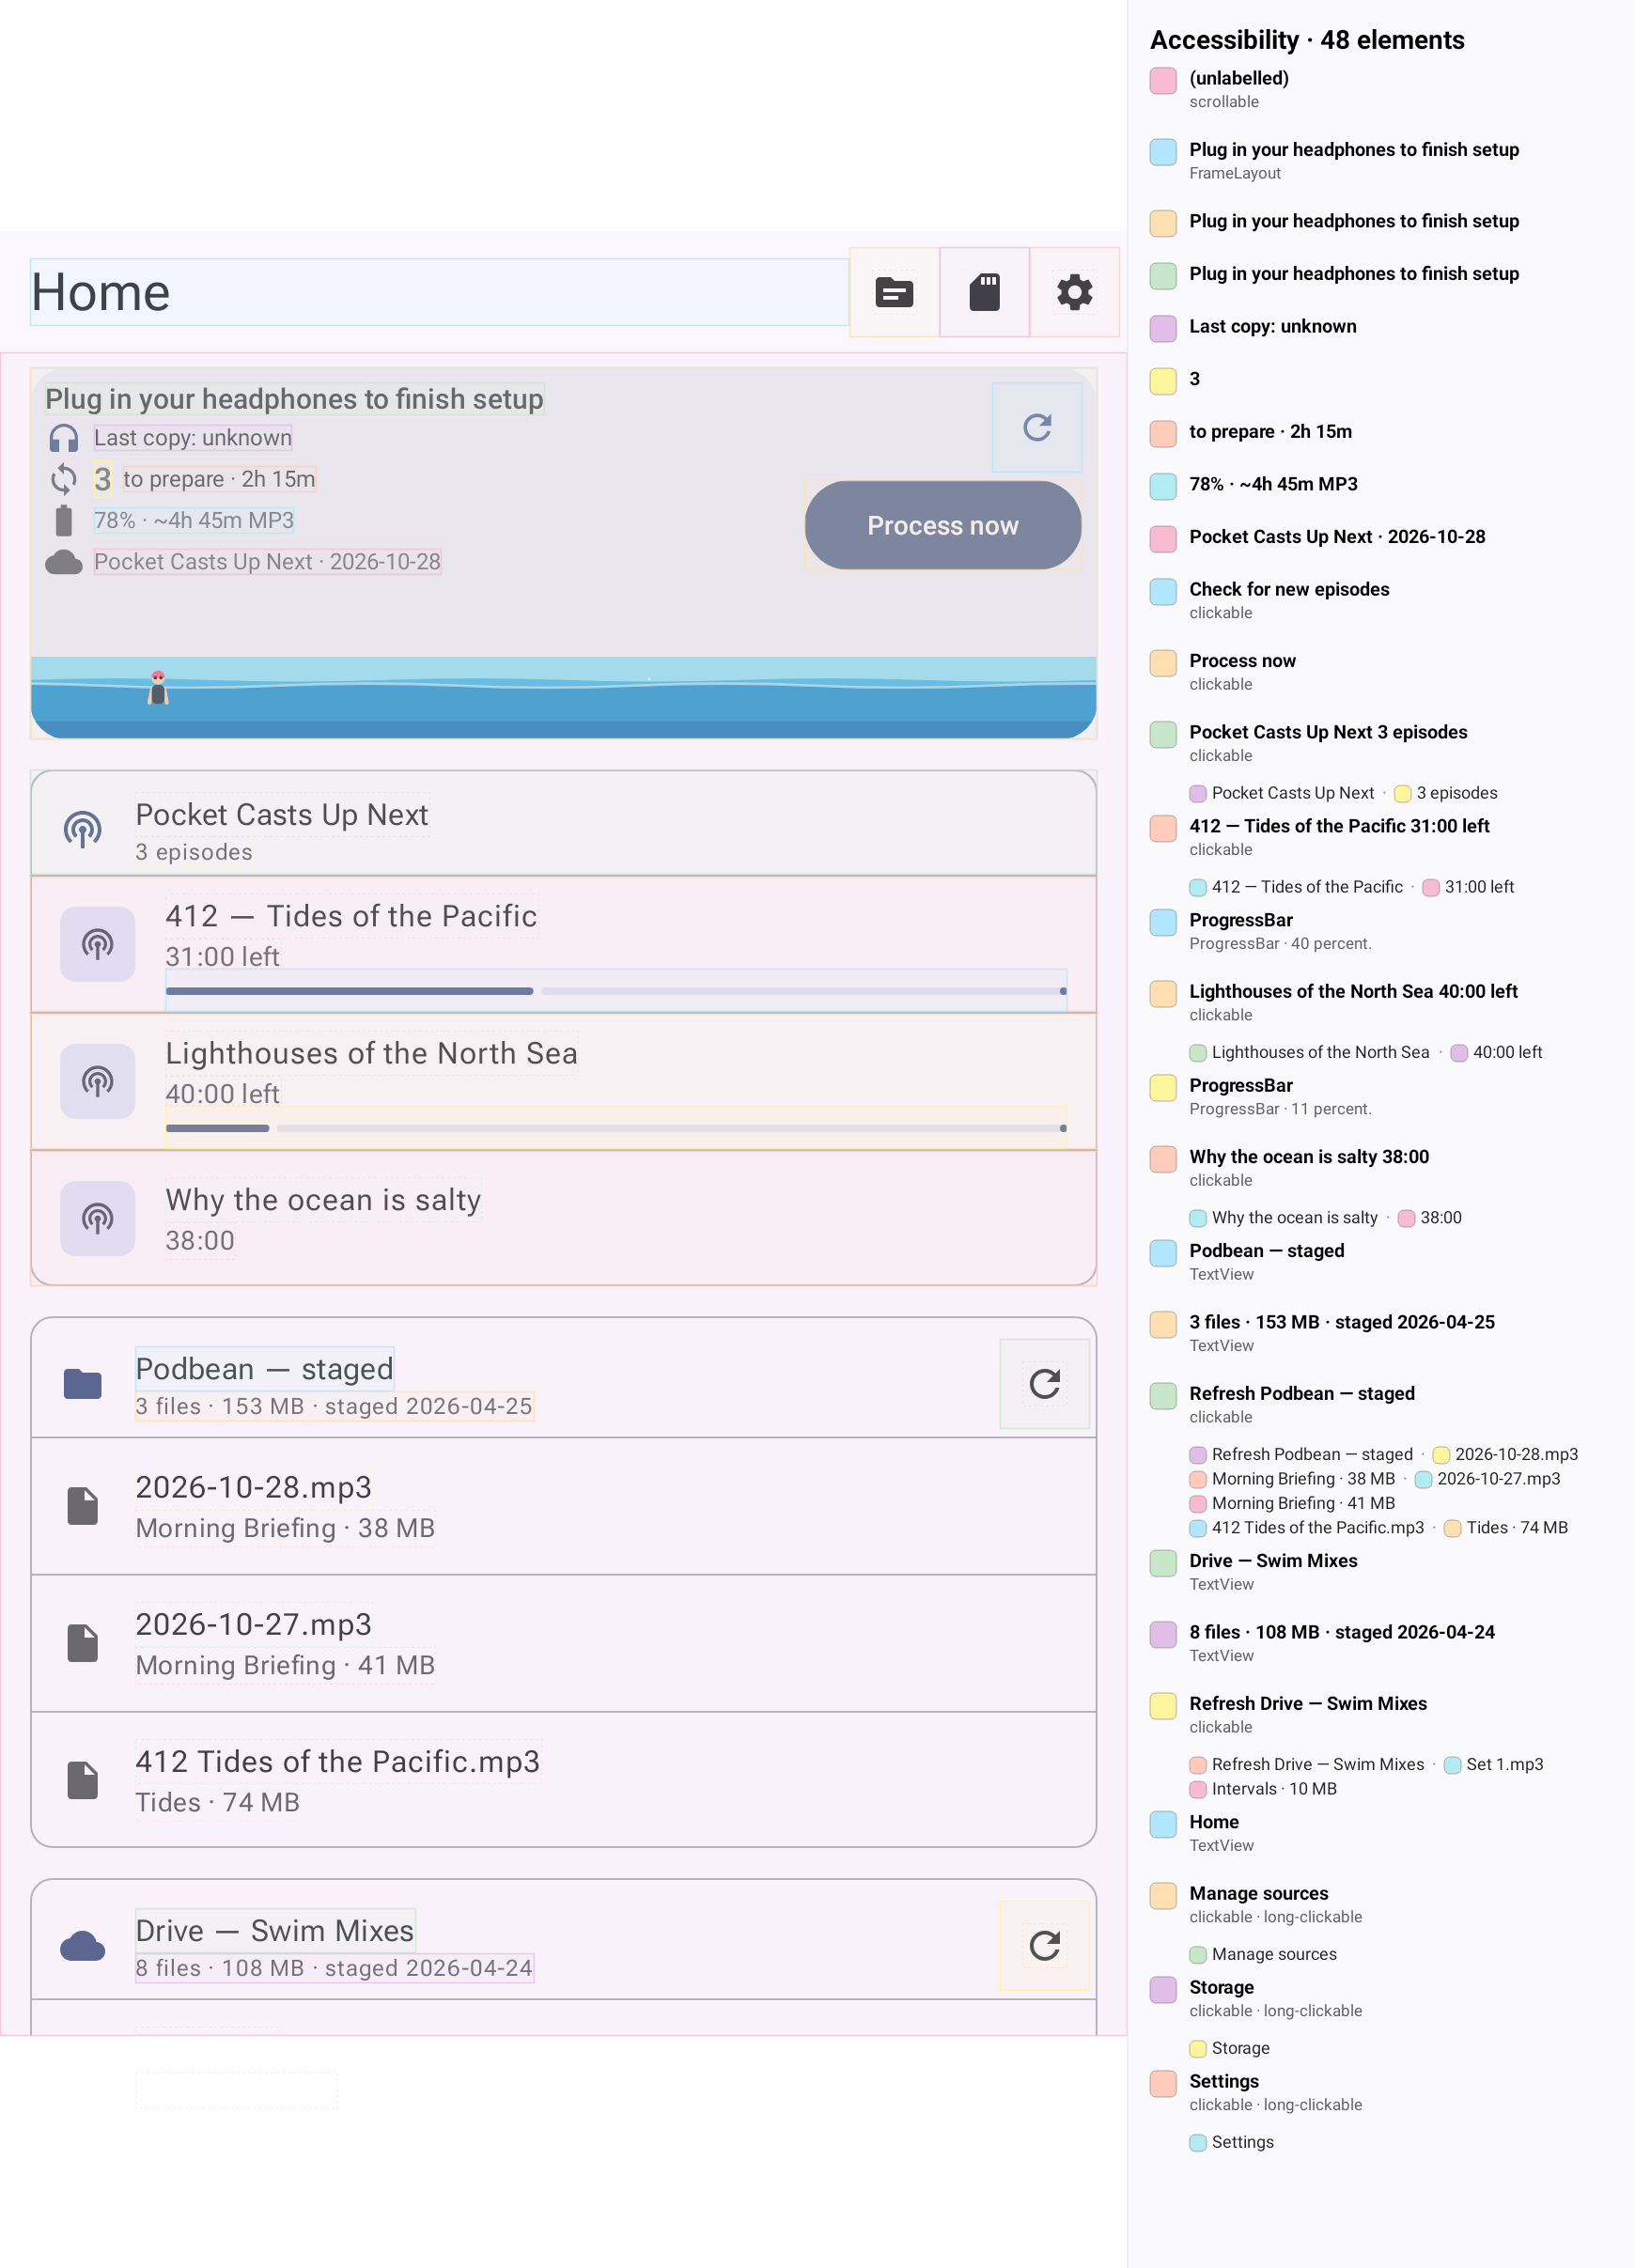 Home
Plug in your headphones to finish setup
Last copy: unknown
3 to prepare · 2h 15m
78% · ~4h 45m MP3
Pocket Casts Up Next · 2026-10-28
Process now
Pocket Casts Up Next
3 episodes
412 — Tides of the Pacific
31:00 left
Lighthouses of the North Sea
40:00 left
Why the ocean is salty
38:00
Podbean — staged
3 files · 153 MB · staged 2026-04-25
2026-10-28.mp3
Morning Briefing · 38 MB
2026-10-27.mp3
Morning Briefing · 41 MB
412 Tides of the Pacific.mp3
Tides · 74 MB
Drive — Swim Mixes
8 files · 108 MB · staged 2026-04-24
Accessibility · 48 elements
(unlabelled)
scrollable
Plug in your headphones to finish setup
FrameLayout
Plug in your headphones to finish setup
Plug in your headphones to finish setup
Last copy: unknown
3
to prepare · 2h 15m
78% · ~4h 45m MP3
Pocket Casts Up Next · 2026-10-28
Check for new episodes
clickable
Process now
clickable
Pocket Casts Up Next 3 episodes
clickable
Pocket Casts Up Next · 3 episodes
412 — Tides of the Pacific 31:00 left
clickable
412 — Tides of the Pacific · 31:00 left
ProgressBar
ProgressBar · 40 percent.
Lighthouses of the North Sea 40:00 left
clickable
Lighthouses of the North Sea · 40:00 left
ProgressBar
ProgressBar · 11 percent.
Why the ocean is salty 38:00
clickable
Why the ocean is salty · 38:00
Podbean — staged
TextView
3 files · 153 MB · staged 2026-04-25
TextView
Refresh Podbean — staged
clickable
Refresh Podbean — staged · 2026-10-28.mp3
Morning Briefing · 38 MB · 2026-10-27.mp3
Morning Briefing · 41 MB
412 Tides of the Pacific.mp3 · Tides · 74 MB
Drive — Swim Mixes
TextView
8 files · 108 MB · staged 2026-04-24
TextView
Refresh Drive — Swim Mixes
clickable
Refresh Drive — Swim Mixes · Set 1.mp3
Intervals · 10 MB
Home
TextView
Manage sources
clickable · long-clickable
Manage sources
Storage
clickable · long-clickable
Storage
Settings
clickable · long-clickable
Settings